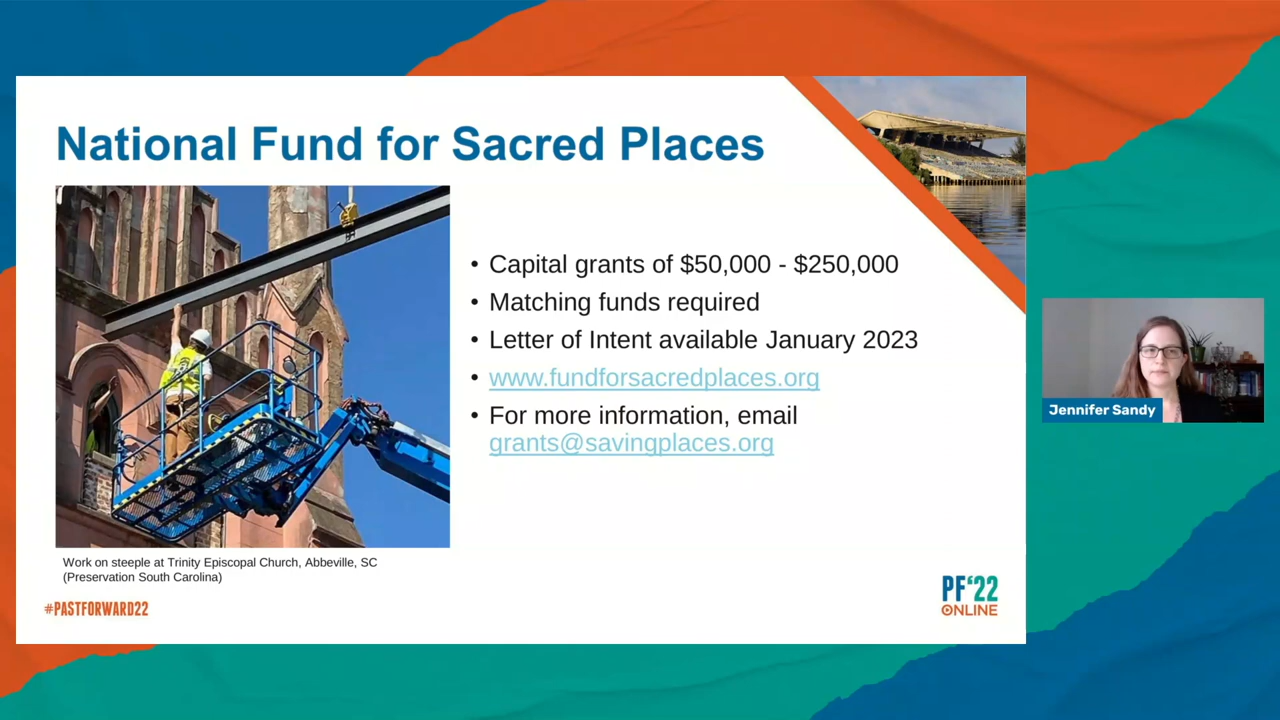 National Fund for Sacred Places
• Capital grants of $50,000 - $250,000
• Matching funds required
• Letter of Intent available January 2023
• www.fundforsacredplaces.org
• For more information, email
grants@savingplaces.org
Work on steeple at Trinity Episcopal Church, Abbeville, SC
(Preservation South Carolina)
#PASTFORWARD22
PF‘22
ONLINE
Jennifer Sandy